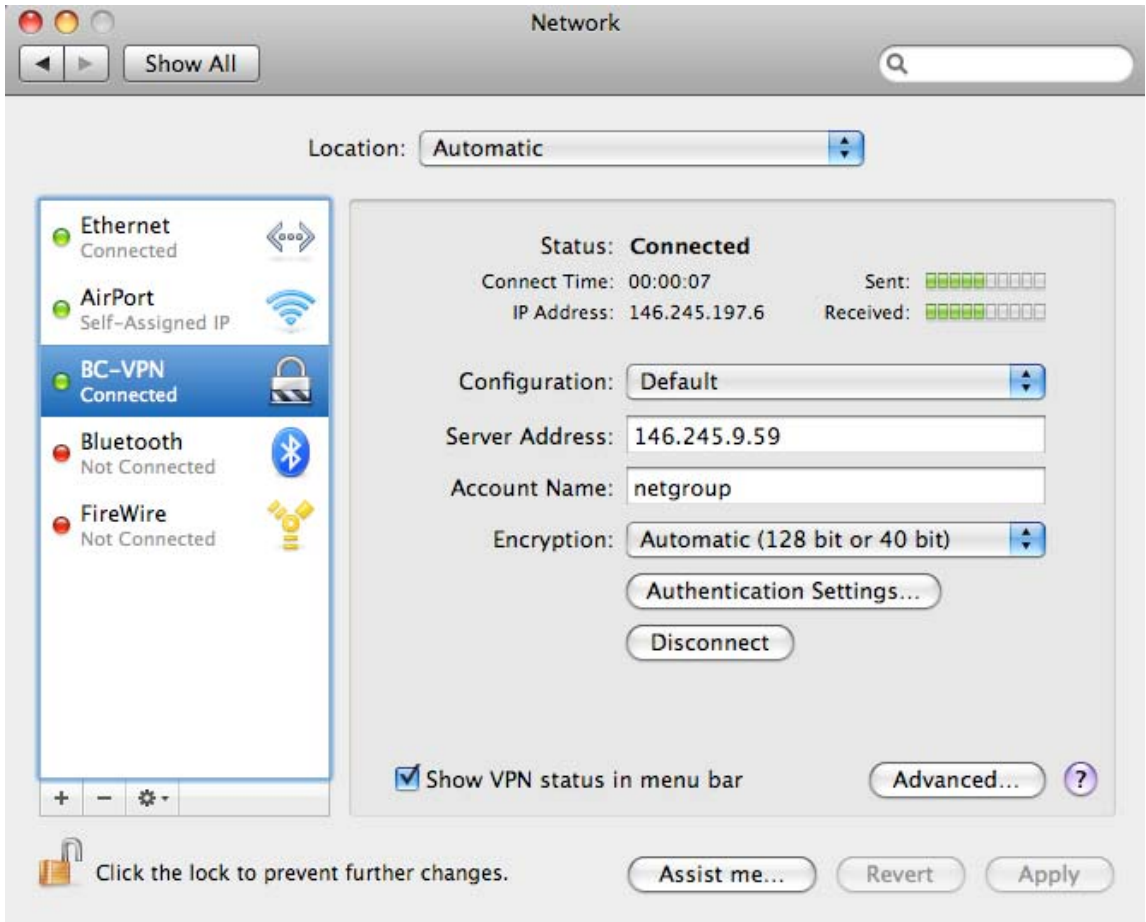 Network
Show All
Location: Automatic
Ethernet
Connected
AirPort
Self-Assigned IP
BC-VPN
Connected
Bluetooth
Not Connected
FireWire
Not Connected
Status: Connected
Connect Time: 00:00:07 Sent:
IP Address: 146.245.197.6 Received:
Configuration: Default
Server Address: 146.245.9.59
Account Name: netgroup
Encryption: Automatic (128 bit or 40 bit)
Authentication Settings...
Disconnect
Show VPN status in menu bar Advanced... ?
Click the lock to prevent further changes. Assist me... Revert Apply